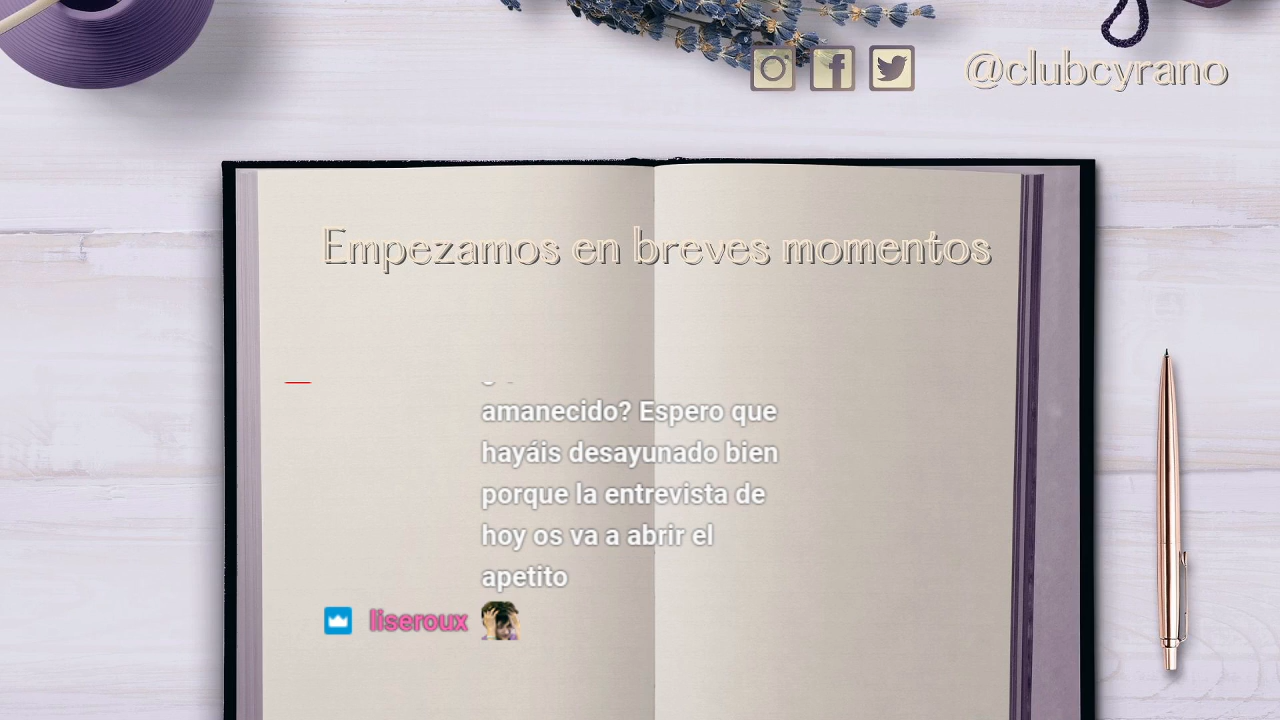 @clubcyrano
Empezamos en breves momentos
amanecido? Espero que
hayáis desayunado bien
porque la entrevista de
hoy os va a abrir el
apetito
liseroux